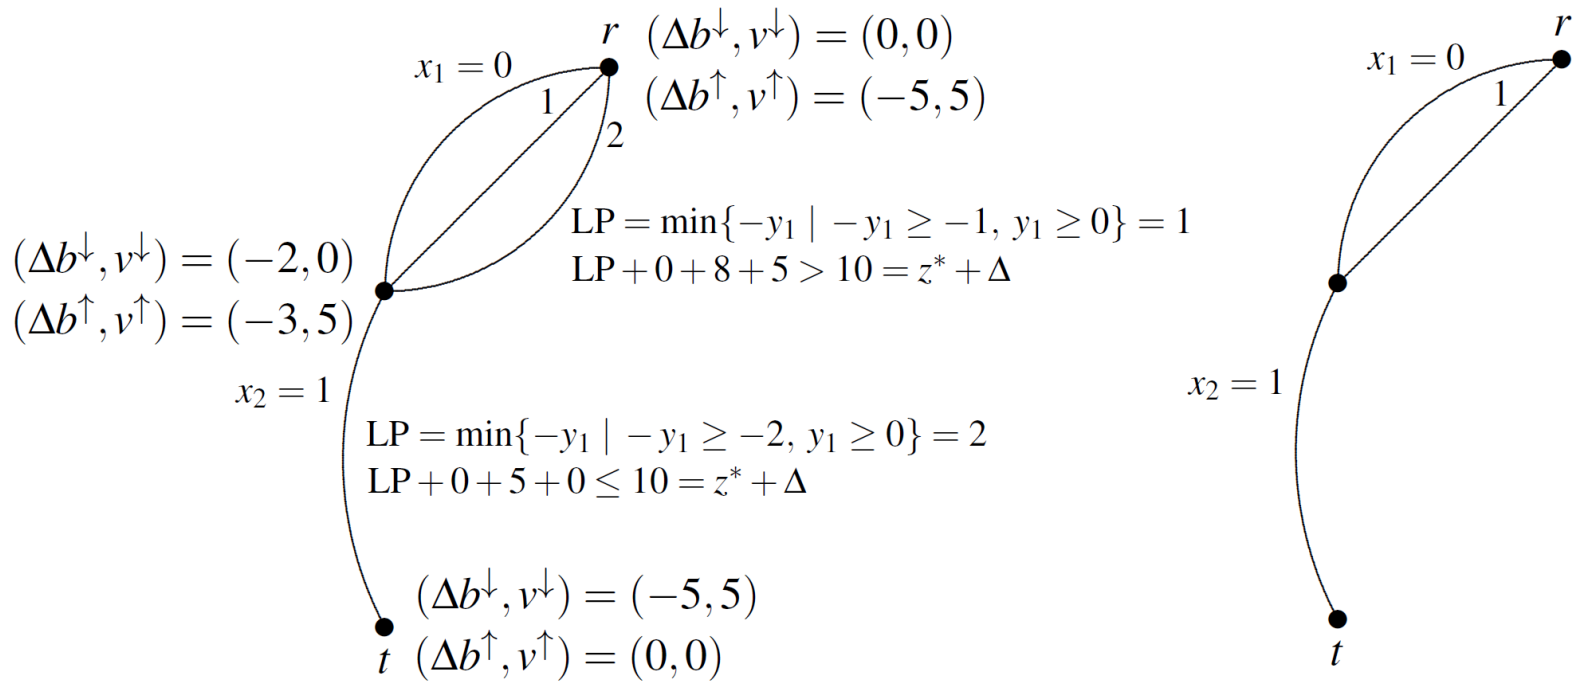 r (Δb↓, v↓) = (0, 0)
x₁ = 0
(Δb↑, v↑) = (−5, 5)
1
2
LP = min{−y₁ | −y₁ ≥ −1, y₁ ≥ 0} = 1
LP + 0 + 8 + 5 > 10 = z* + Δ
(Δb↓, v↓) = (−2, 0)
(Δb↑, v↑) = (−3, 5)
x₂ = 1
LP = min{−y₁ | −y₁ ≥ −2, y₁ ≥ 0} = 2
LP + 0 + 5 + 0 ≤ 10 = z* + Δ
(Δb↓, v↓) = (−5, 5)
t (Δb↑, v↑) = (0, 0)
r
x₁ = 0
1
x₂ = 1
t